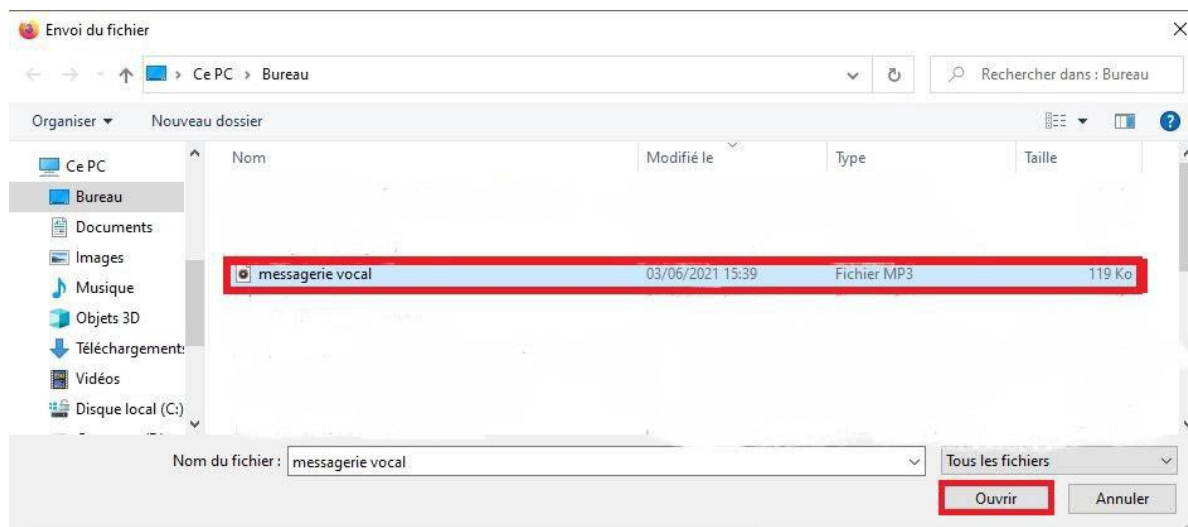 Envoi du fichier
Ce PC > Bureau
Rechercher dans : Bureau
Organiser
Nouveau dossier
Nom
Modifié le
Type
Taille
Ce PC
Bureau
Documents
Images
messagerie vocal 03/06/2021 15:39 Fichier MP3 119 Ko
Musique
Objets 3D
Téléchargements
Vidéos
Disque local (C:)
Nom du fichier : messagerie vocal
Tous les fichiers
Ouvrir
Annuler